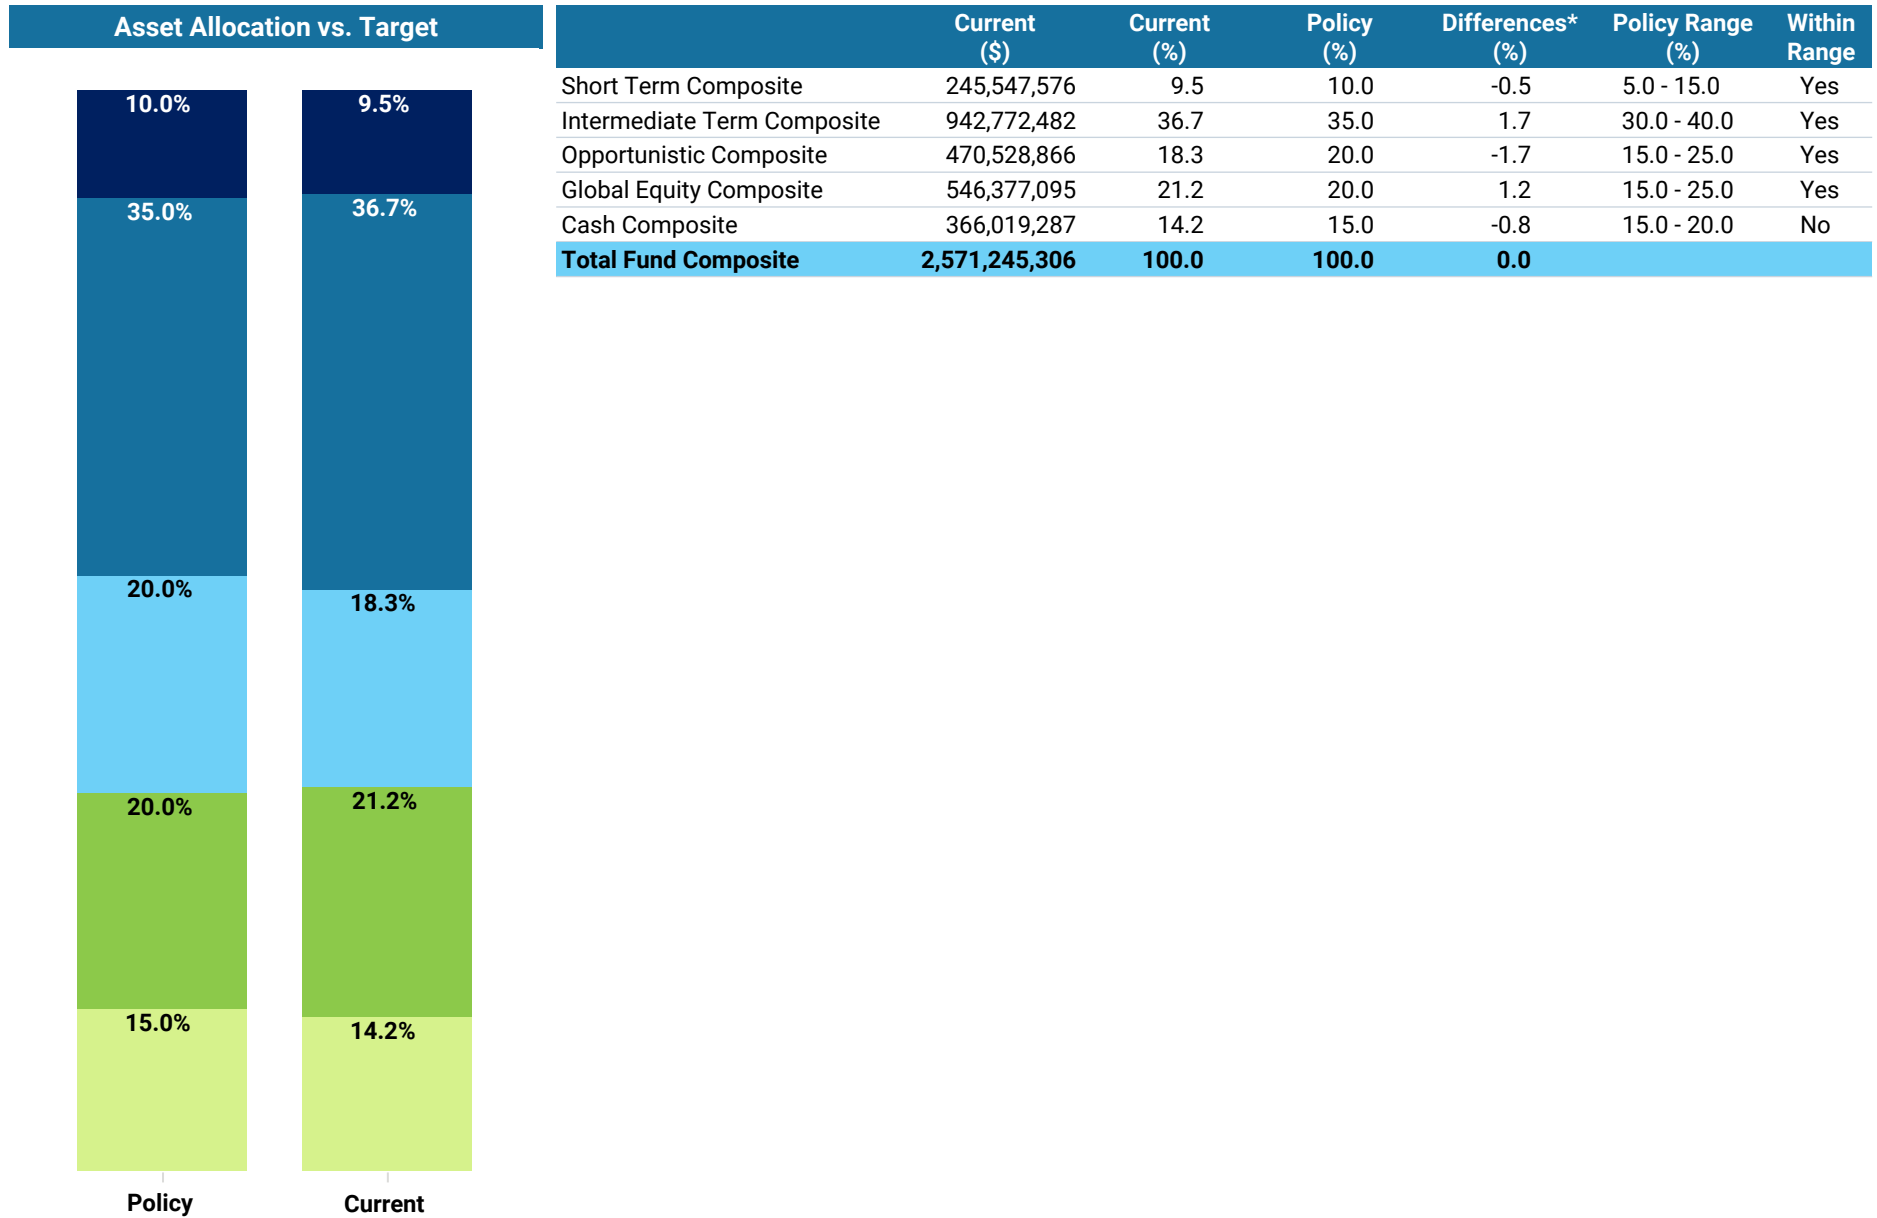 Asset Allocation vs. Target
10.0%
9.5%
35.0%
36.7%
20.0%
18.3%
20.0%
21.2%
15.0%
14.2%
Policy
Current
Current Current Policy Differences* Policy Range Within
($) (%) (%) (%) (%) Range
Short Term Composite 245,547,576 9.5 10.0 -0.5 5.0 - 15.0 Yes
Intermediate Term Composite 942,772,482 36.7 35.0 1.7 30.0 - 40.0 Yes
Opportunistic Composite 470,528,866 18.3 20.0 -1.7 15.0 - 25.0 Yes
Global Equity Composite 546,377,095 21.2 20.0 1.2 15.0 - 25.0 Yes
Cash Composite 366,019,287 14.2 15.0 -0.8 15.0 - 20.0 No
Total Fund Composite 2,571,245,306 100.0 100.0 0.0